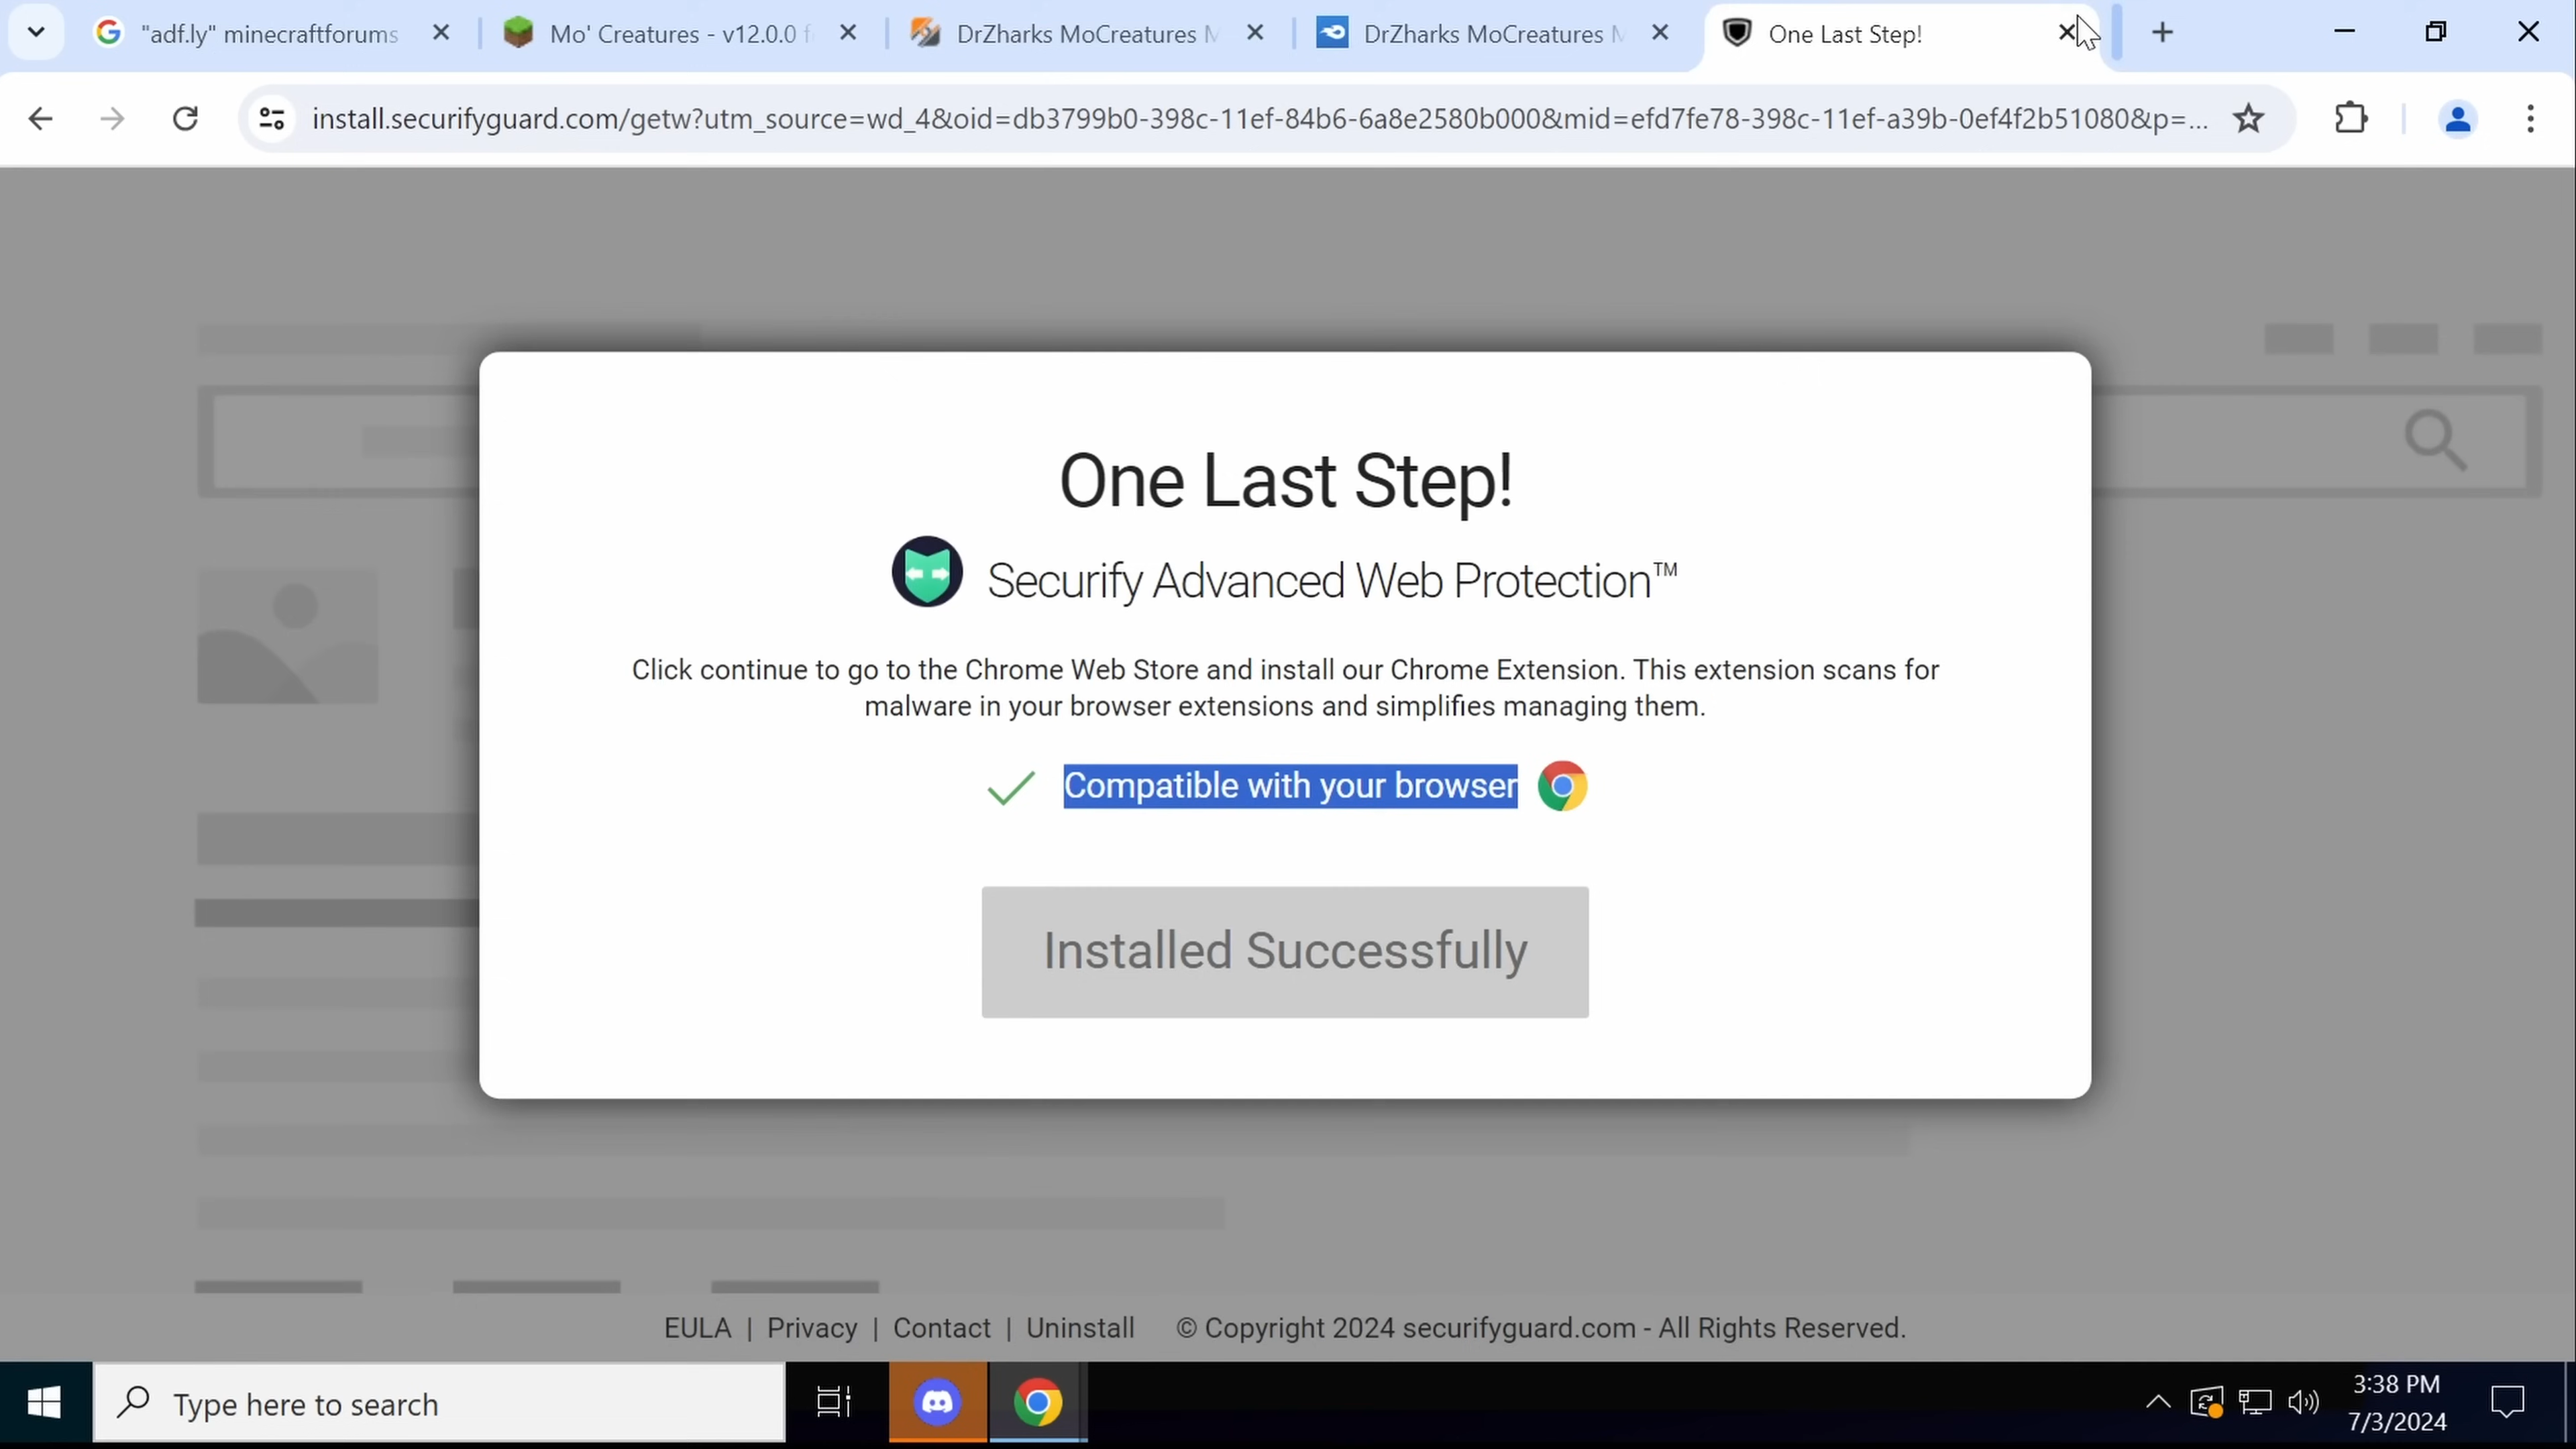 "adf.ly" minecraftforums
Mo' Creatures - v12.0.0 f
DrZharks MoCreatures M
DrZharks MoCreatures M
One Last Step!
install.securifyguard.com/getw?utm_source=wd_4&oid=db3799b0-398c-11ef-84b6-6a8e2580b000&mid=efd7fe78-398c-11ef-a39b-0ef4f2b51080&p=...
One Last Step!
Securify Advanced Web Protection™
Click continue to go to the Chrome Web Store and install our Chrome Extension. This extension scans for
malware in your browser extensions and simplifies managing them.
Compatible with your browser
Installed Successfully
EULA | Privacy | Contact | Uninstall © Copyright 2024 securifyguard.com - All Rights Reserved.
Type here to search
3:38 PM
7/3/2024